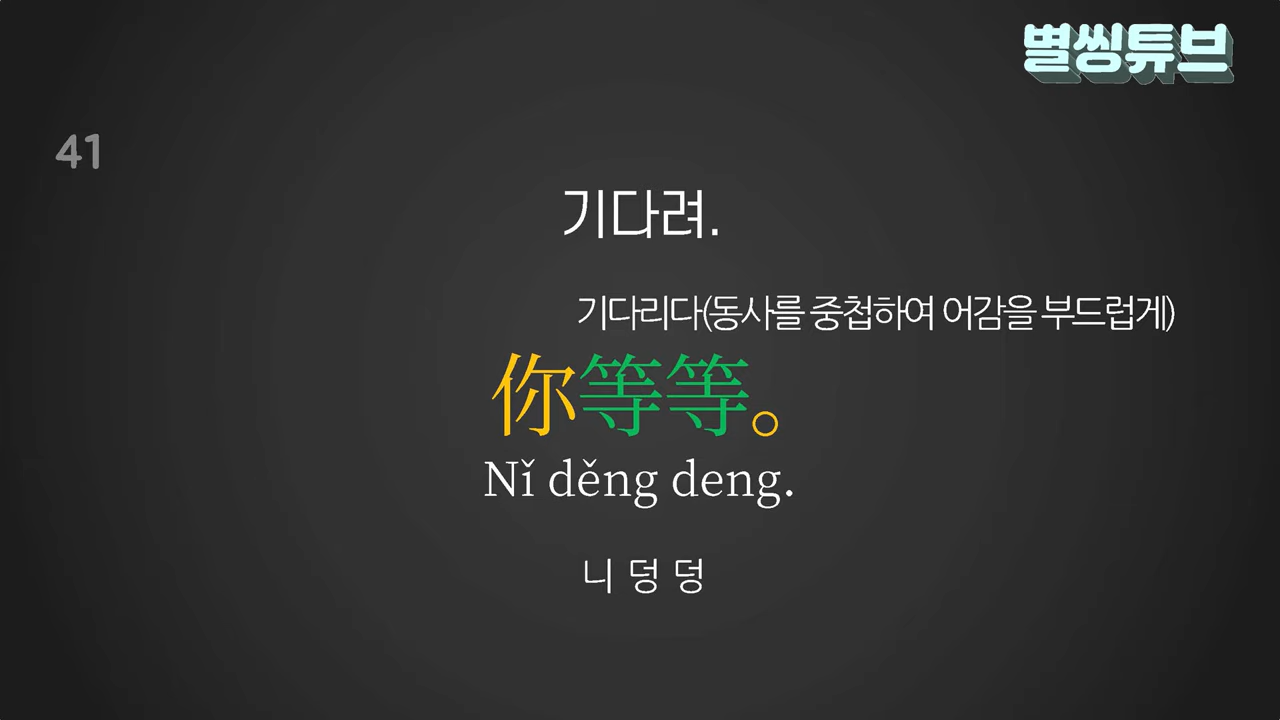 별씽튜브
41
기다려.
기다리다(동사를 중첩하여 어감을 부드럽게)
你等等。
Nǐ děng deng.
니 덩 덩